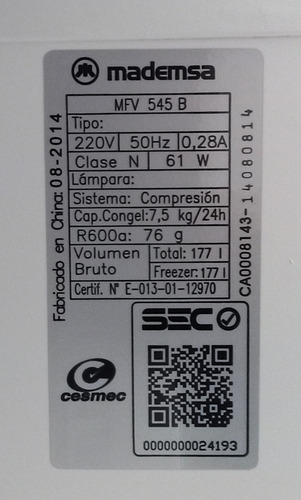 mademsa
MFV 545 B
Tipo:
220V 50Hz 0,28A
Clase N 61 W
Lámpara:
Sistema: Compresión
Cap.Congel:7,5 kg/24h
R600a: 76 g
Volumen Bruto
Total: 177 l
Freezer: 177 l
Certif. N° E-013-01-12970
Fabricado en China: 08-2014
CA0008143-14080814
cesmec
SEC
0000000024193